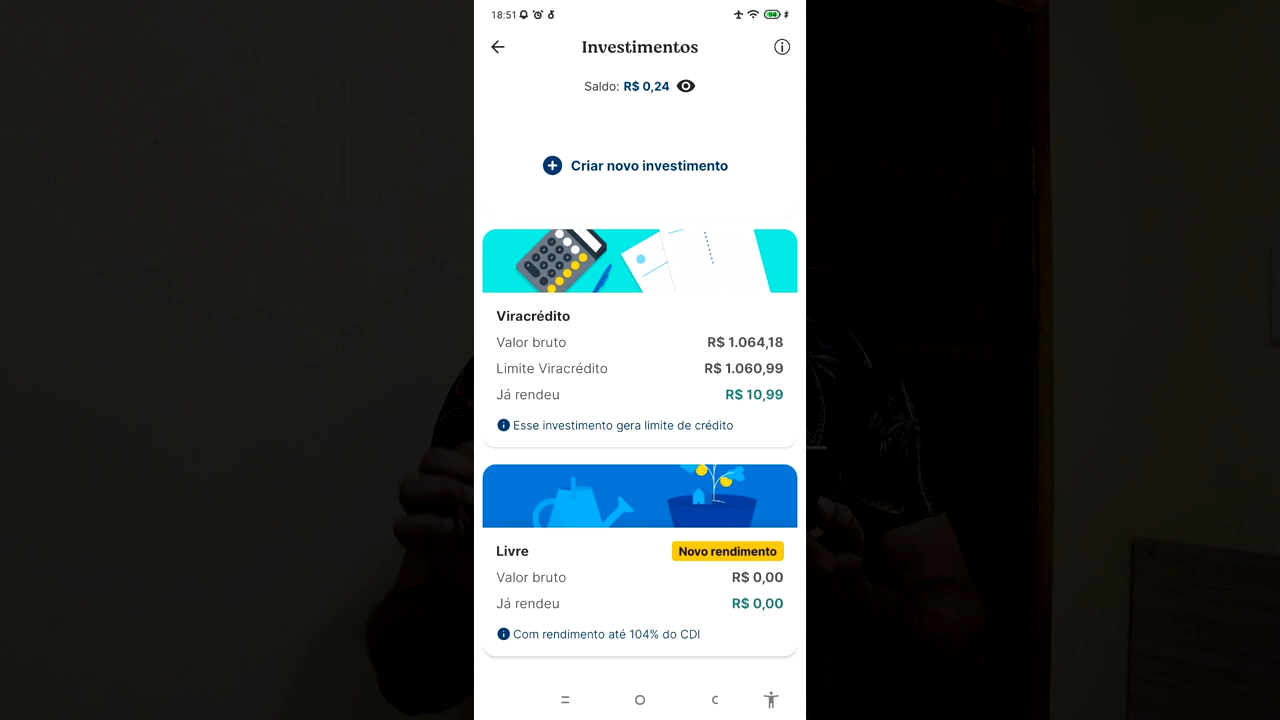 18:51
94
Investimentos
Saldo: R$ 0,24
Criar novo investimento
Viracrédito
Valor bruto R$ 1.064,18
Limite Viracrédito R$ 1.060,99
Já rendeu R$ 10,99
Esse investimento gera limite de crédito
Livre Novo rendimento
Valor bruto R$ 0,00
Já rendeu R$ 0,00
Com rendimento até 104% do CDI